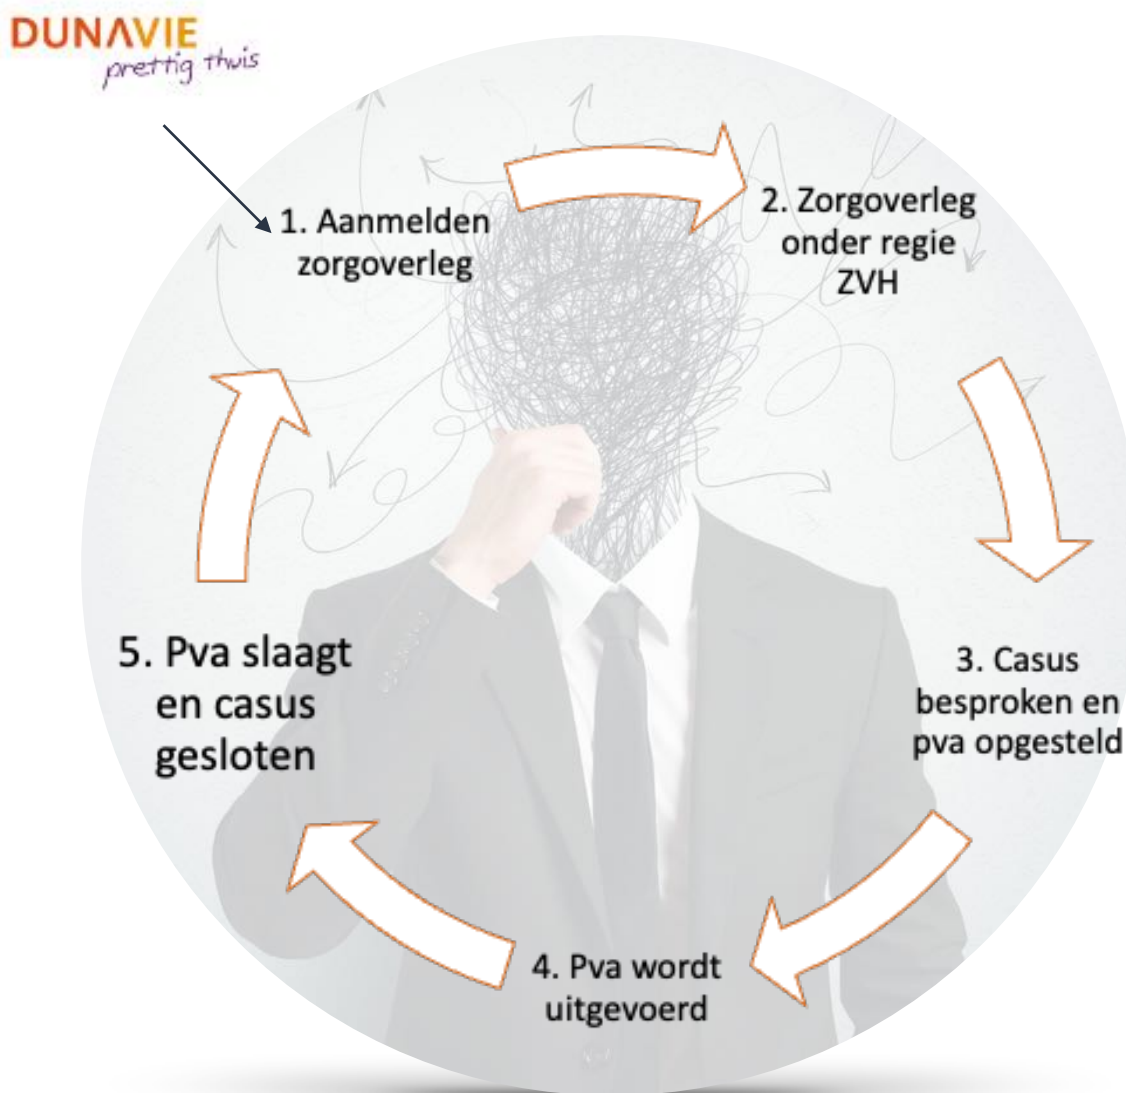 DUNAVIE
prettig thuis
1. Aanmelden
zorgoverleg
2. Zorgoverleg
onder regie
ZVH
3. Casus
besproken en
pva opgesteld
4. Pva wordt
uitgevoerd
5. Pva slaagt
en casus
gesloten